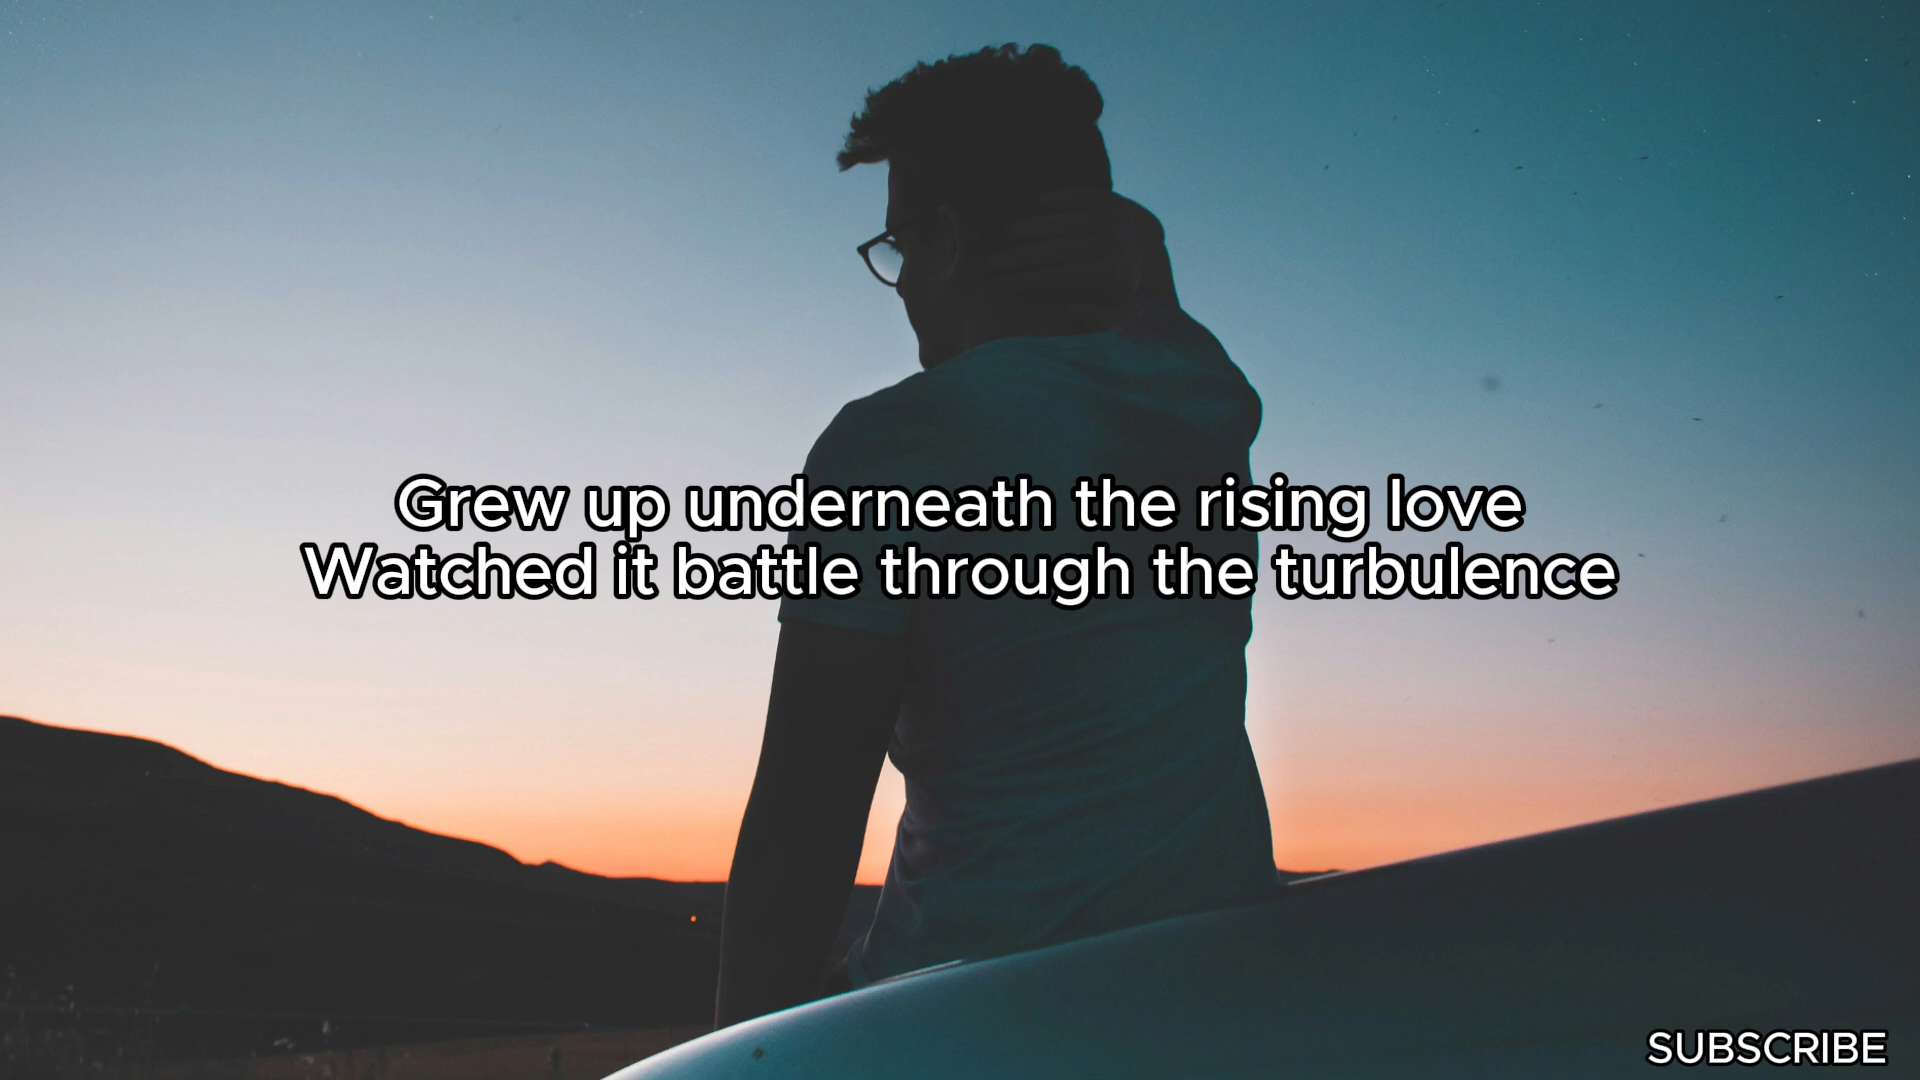 Grew up underneath the rising love
Watched it battle through the turbulence
SUBSCRIBE